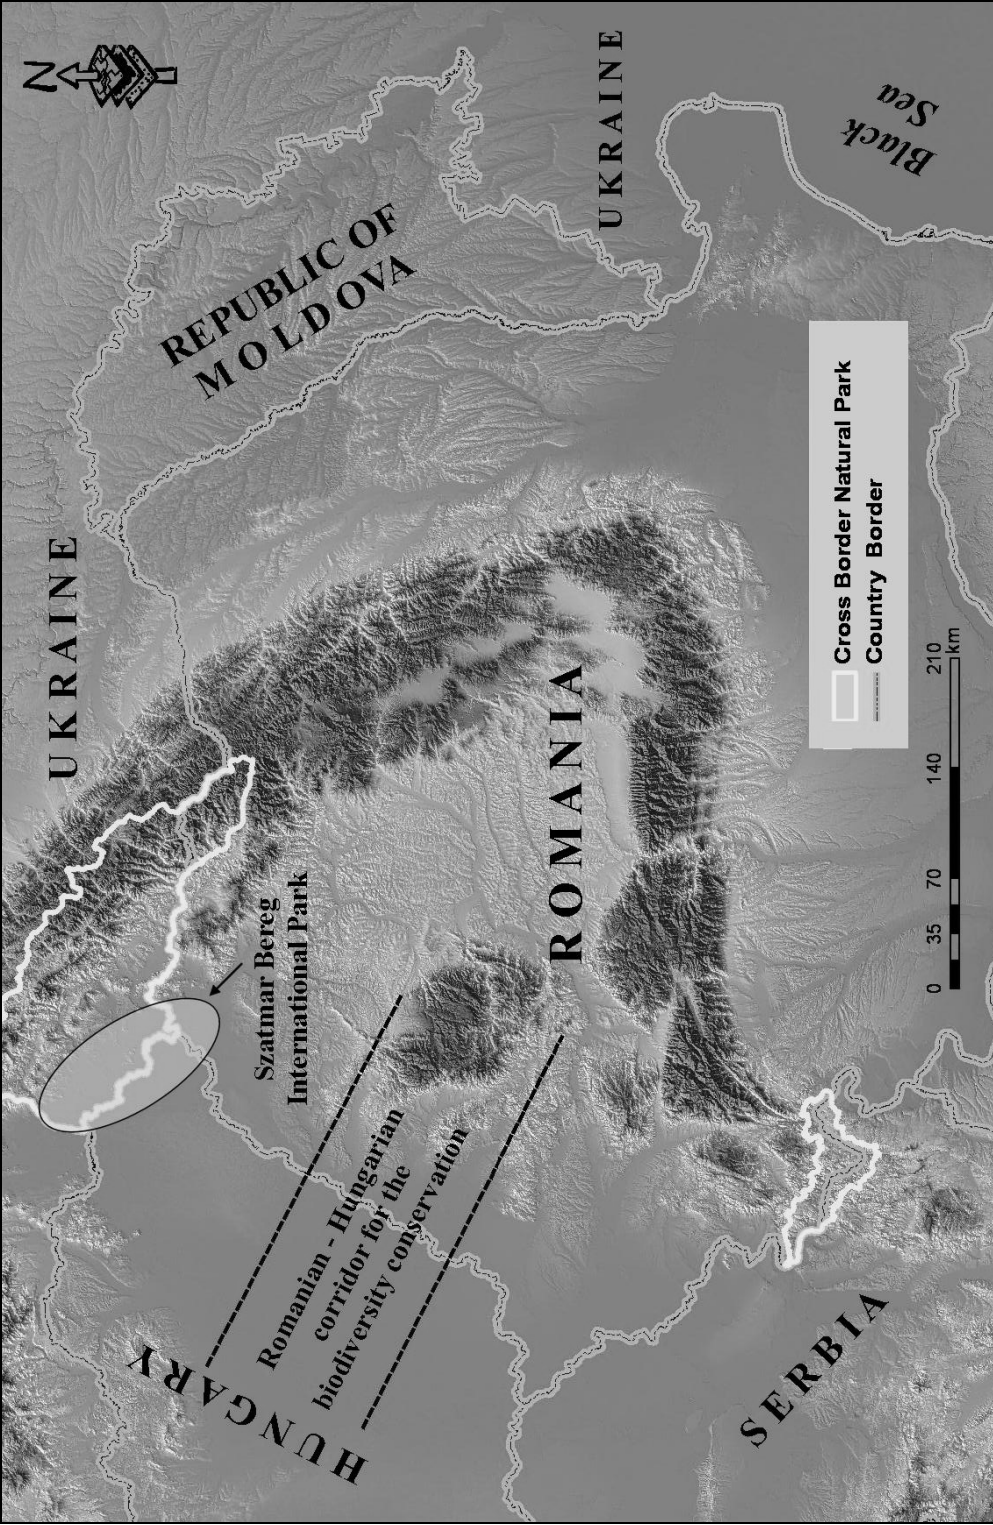 N
UKRAINE
REPUBLIC OF
MOLDOVA
UKRAINE
Black
Sea
Szatmar Bereg
International Park
ROMANIA
Romanian - Hungarian
corridor for the
biodiversity conservation
HUNGARY
SERBIA
Cross Border Natural Park
Country Border
0 35 70 140 210
km